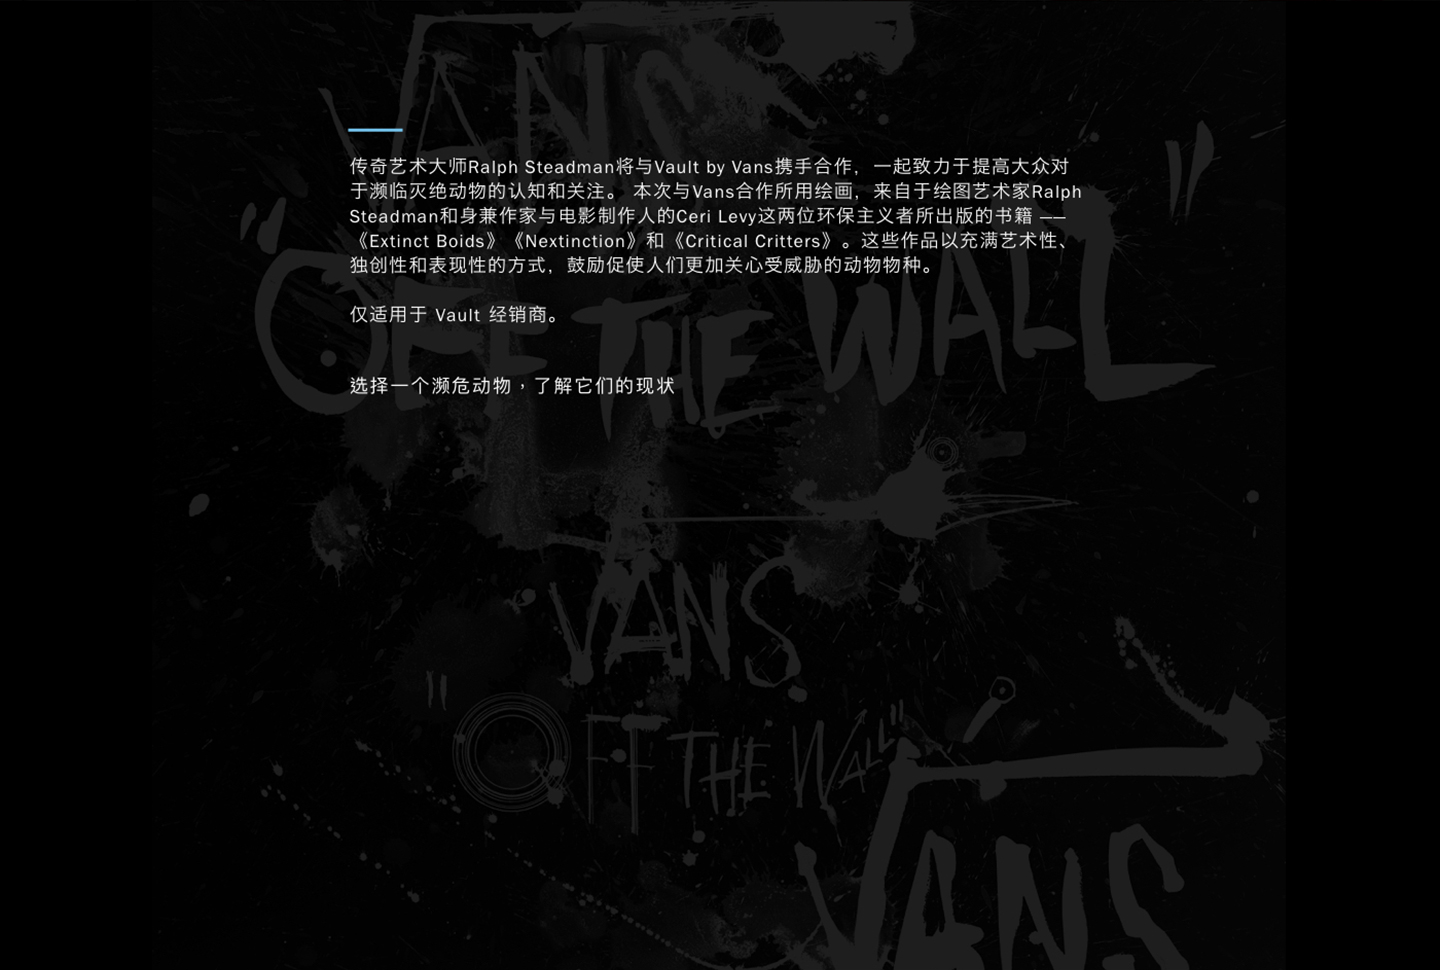 VANS
"OFF THE WALL"
传奇艺术大师Ralph Steadman将与Vault by Vans携手合作，一起致力于提高大众对
于濒临灭绝动物的认知和关注。 本次与Vans合作所用绘画，来自于绘图艺术家Ralph
Steadman和身兼作家与电影制作人的Ceri Levy这两位环保主义者所出版的书籍 ——
《Extinct Boids》《Nextinction》和《Critical Critters》。这些作品以充满艺术性、
独创性和表现性的方式，鼓励促使人们更加关心受威胁的动物物种。
仅适用于 Vault 经销商。
选择一个濒危动物，了解它们的现状
VANS
"OFF THE WALL"
VANS